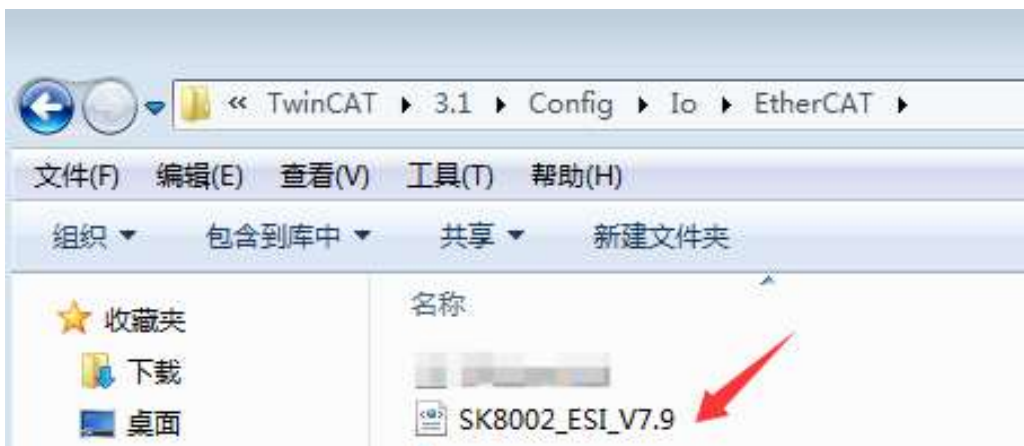 « TwinCAT ▸ 3.1 ▸ Config ▸ Io ▸ EtherCAT ▸
文件(F) 编辑(E) 查看(V) 工具(T) 帮助(H)
组织 包含到库中 共享 新建文件夹
收藏夹
下载
桌面
名称
SK8002_ESI_V7.9